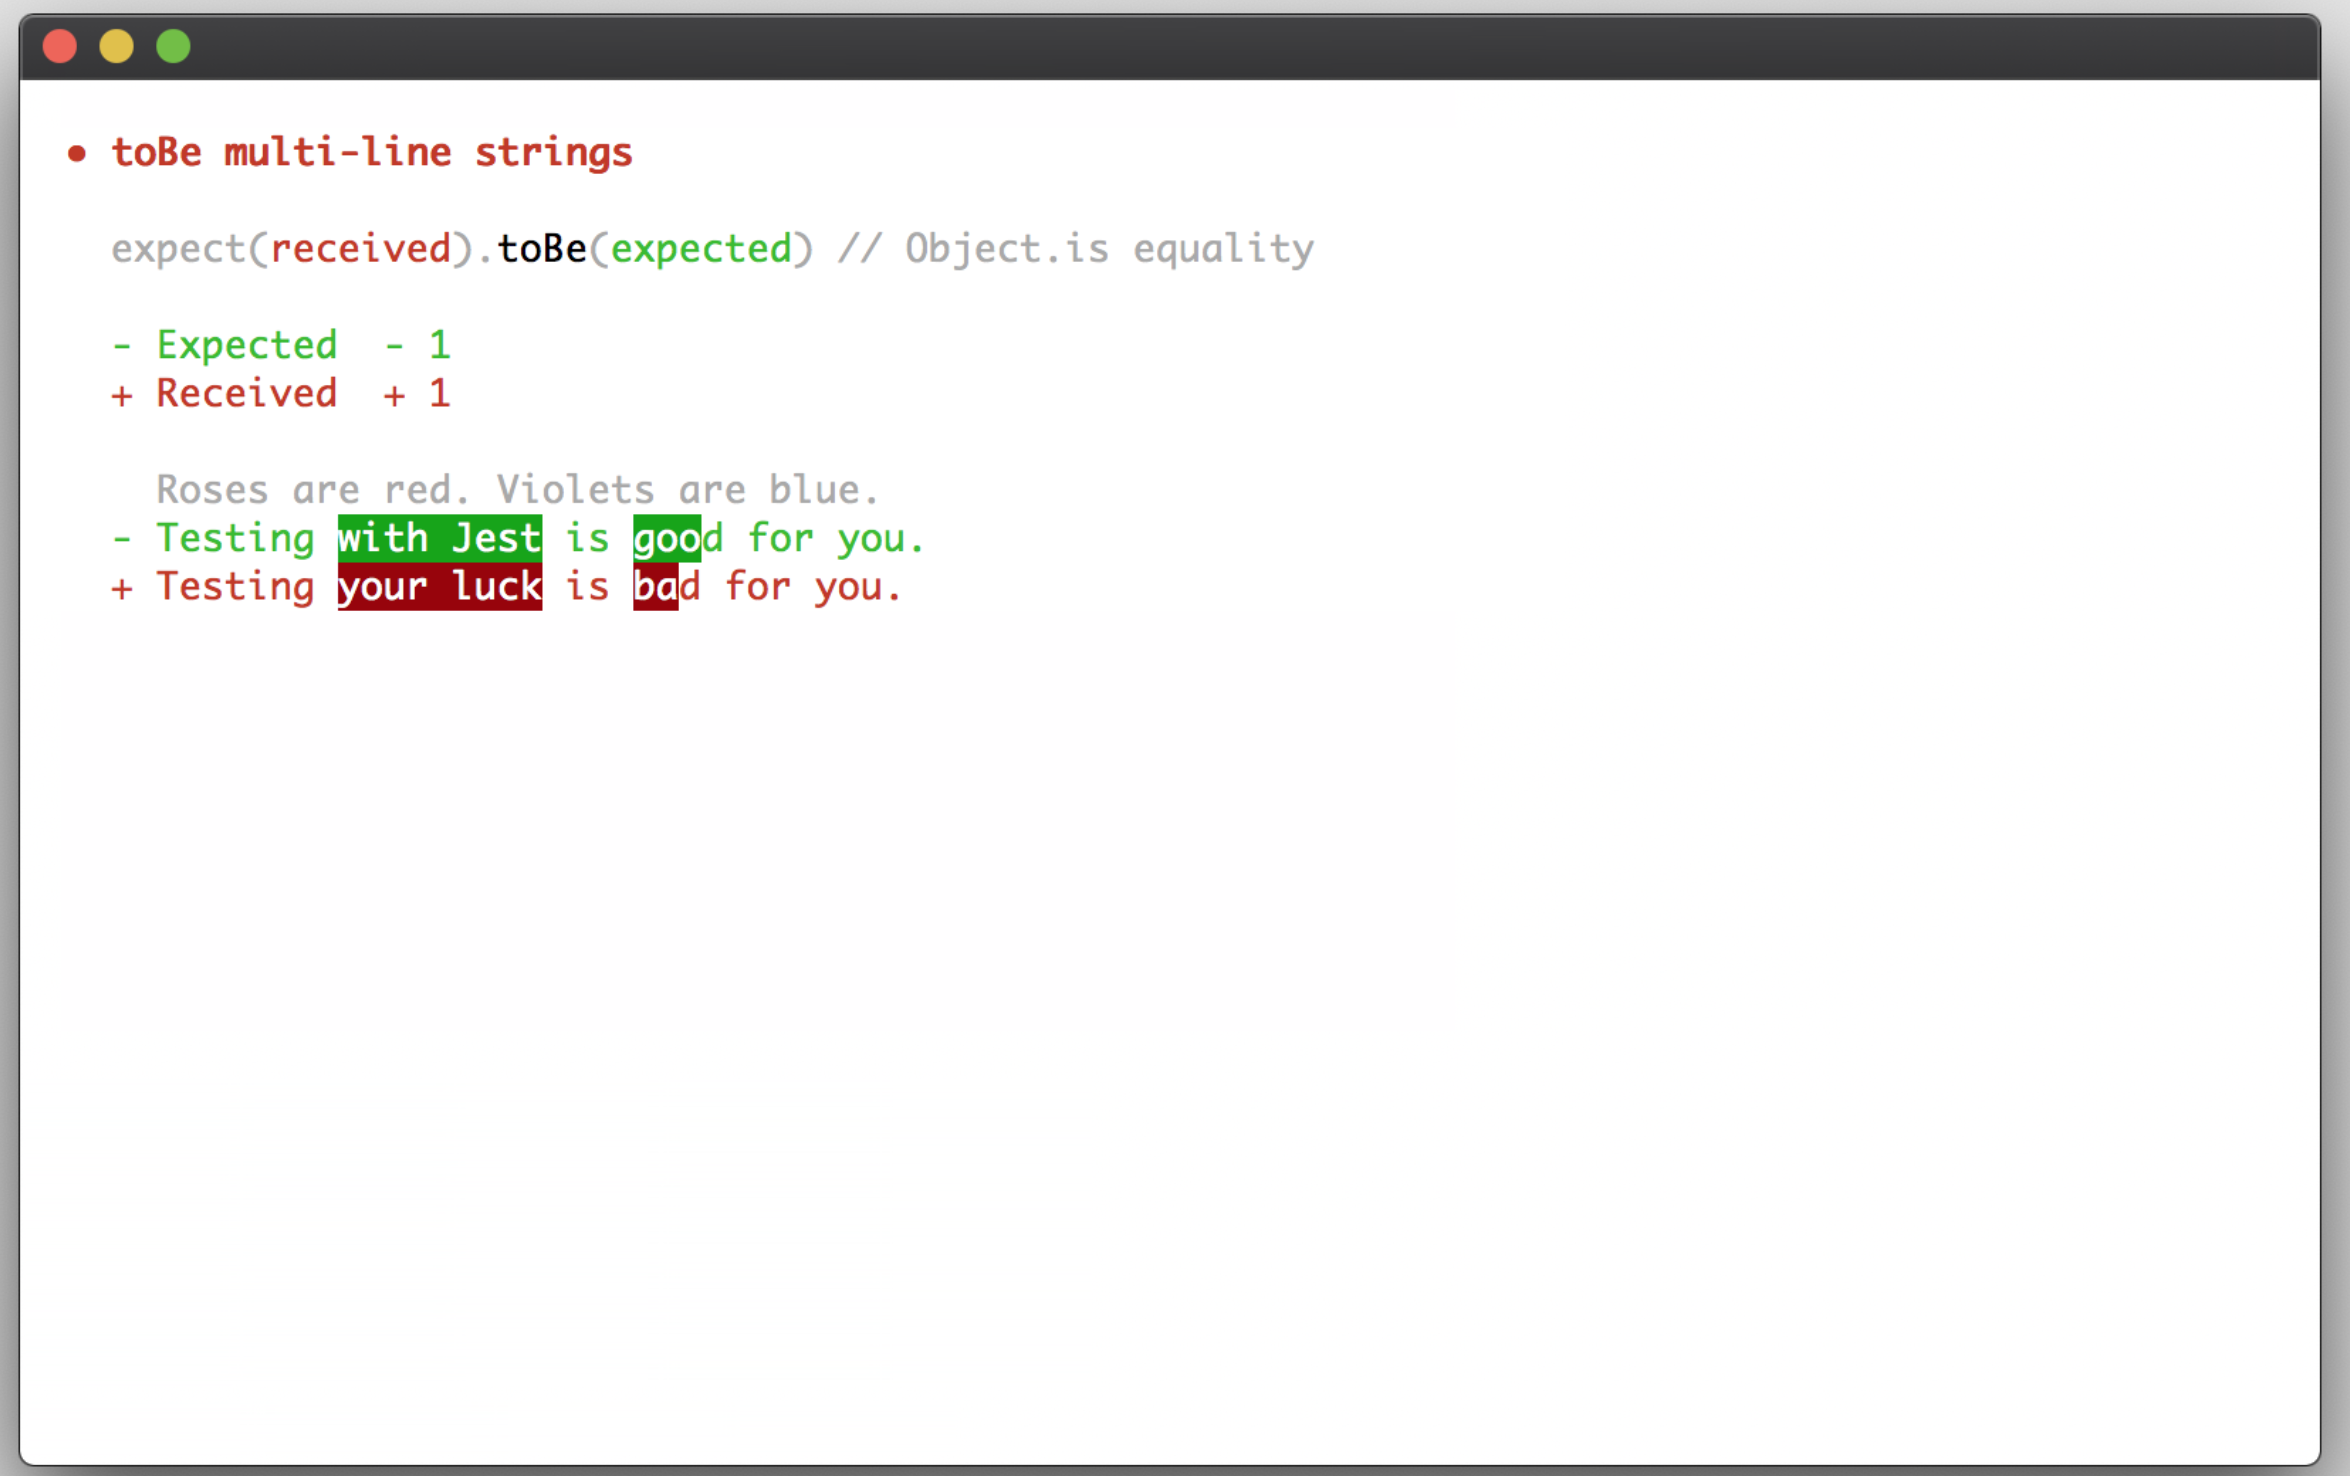 • toBe multi-line strings
expect(received).toBe(expected) // Object.is equality
- Expected  - 1
+ Received  + 1
Roses are red. Violets are blue.
- Testing with Jest is good for you.
+ Testing your luck is bad for you.